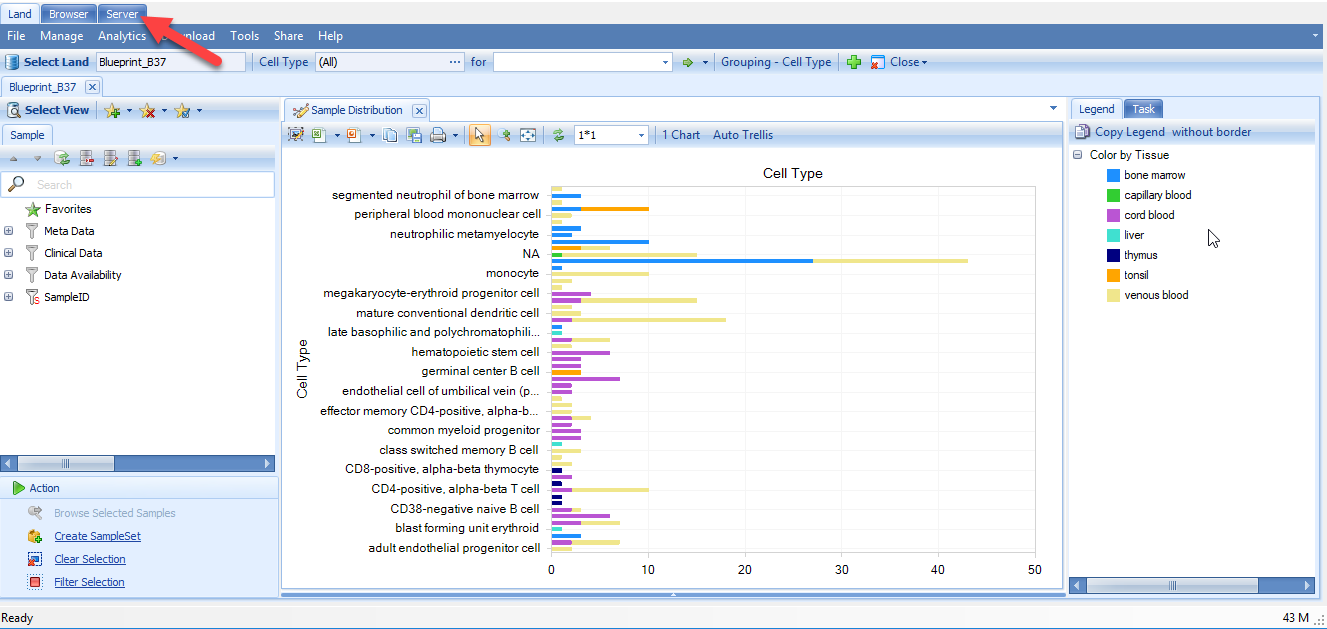 Land Browser Server
File Manage Analytics Download Tools Share Help
Select Land Blueprint_B37 Cell Type (All) ... for Grouping - Cell Type Close
Blueprint_B37
Select View
Sample
Search
Favorites
Meta Data
Clinical Data
Data Availability
SampleID
Action
Browse Selected Samples
Create SampleSet
Clear Selection
Filter Selection
Sample Distribution
1*1 1 Chart Auto Trellis
Cell Type
Cell Type
segmented neutrophil of bone marrow
peripheral blood mononuclear cell
neutrophilic metamyelocyte
NA
monocyte
megakaryocyte-erythroid progenitor cell
mature conventional dendritic cell
late basophilic and polychromatophili...
hematopoietic stem cell
germinal center B cell
endothelial cell of umbilical vein (p...
effector memory CD4-positive, alpha-b...
common myeloid progenitor
class switched memory B cell
CD8-positive, alpha-beta thymocyte
CD4-positive, alpha-beta T cell
CD38-negative naive B cell
blast forming unit erythroid
adult endothelial progenitor cell
0 10 20 30 40 50
Legend Task
Copy Legend without border
Color by Tissue
bone marrow
capillary blood
cord blood
liver
thymus
tonsil
venous blood
Ready
43 M